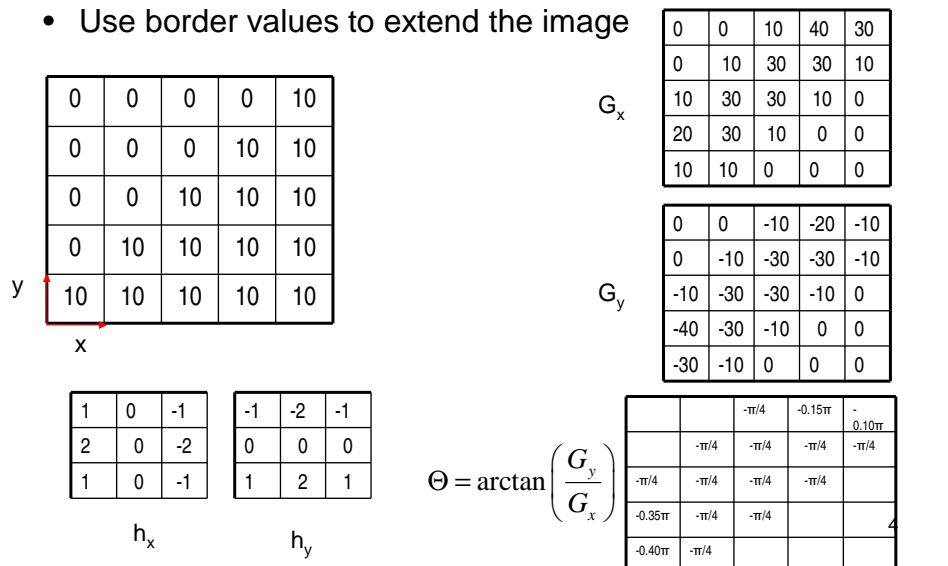 • Use border values to extend the image
0 0 0 0 10
0 0 0 10 10
0 0 10 10 10
0 10 10 10 10
10 10 10 10 10
y
x
1 0 -1
2 0 -2
1 0 -1
hx
-1 -2 -1
0 0 0
1 2 1
hy
Gx
0 0 10 40 30
0 10 30 30 10
10 30 30 10 0
20 30 10 0 0
10 10 0 0 0
Gy
0 0 -10 -20 -10
0 -10 -30 -30 -10
-10 -30 -30 -10 0
-40 -30 -10 0 0
-30 -10 0 0 0
Θ = arctan(Gy/Gx)
-π/4 -0.15π -0.10π
-π/4 -π/4 -π/4 -π/4
-π/4 -π/4 -π/4 -π/4
-0.35π -π/4 -π/4
4
-0.40π -π/4